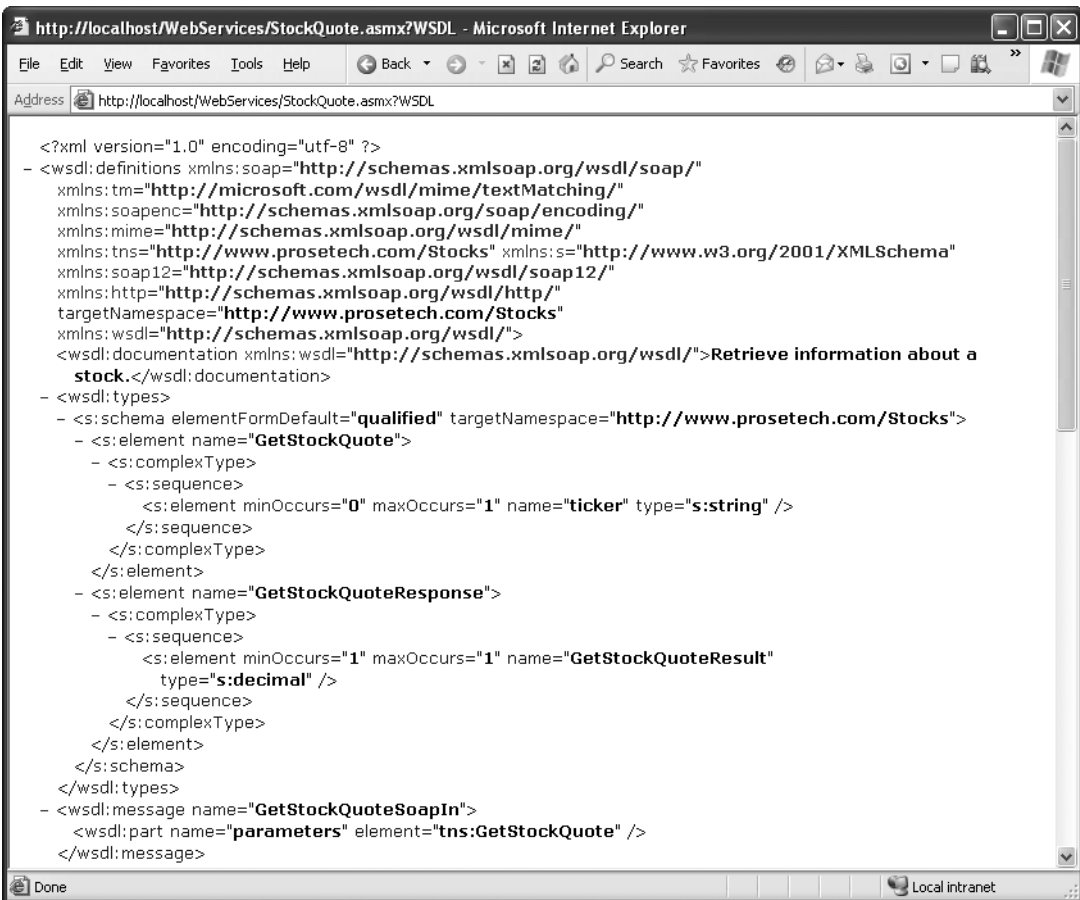 http://localhost/WebServices/StockQuote.asmx?WSDL - Microsoft Internet Explorer
File Edit View Favorites Tools Help Back Search Favorites »
Address http://localhost/WebServices/StockQuote.asmx?WSDL
<?xml version="1.0" encoding="utf-8" ?>
- <wsdl:definitions xmlns:soap="http://schemas.xmlsoap.org/wsdl/soap/"
xmlns:tm="http://microsoft.com/wsdl/mime/textMatching/"
xmlns:soapenc="http://schemas.xmlsoap.org/soap/encoding/"
xmlns:mime="http://schemas.xmlsoap.org/wsdl/mime/"
xmlns:tns="http://www.prosetech.com/Stocks" xmlns:s="http://www.w3.org/2001/XMLSchema"
xmlns:soap12="http://schemas.xmlsoap.org/wsdl/soap12/"
xmlns:http="http://schemas.xmlsoap.org/wsdl/http/"
targetNamespace="http://www.prosetech.com/Stocks"
xmlns:wsdl="http://schemas.xmlsoap.org/wsdl/">
<wsdl:documentation xmlns:wsdl="http://schemas.xmlsoap.org/wsdl/">Retrieve information about a
stock.</wsdl:documentation>
- <wsdl:types>
- <s:schema elementFormDefault="qualified" targetNamespace="http://www.prosetech.com/Stocks">
- <s:element name="GetStockQuote">
- <s:complexType>
- <s:sequence>
<s:element minOccurs="0" maxOccurs="1" name="ticker" type="s:string" />
</s:sequence>
</s:complexType>
</s:element>
- <s:element name="GetStockQuoteResponse">
- <s:complexType>
- <s:sequence>
<s:element minOccurs="1" maxOccurs="1" name="GetStockQuoteResult"
type="s:decimal" />
</s:sequence>
</s:complexType>
</s:element>
</s:schema>
</wsdl:types>
- <wsdl:message name="GetStockQuoteSoapIn">
<wsdl:part name="parameters" element="tns:GetStockQuote" />
</wsdl:message>
Done Local intranet